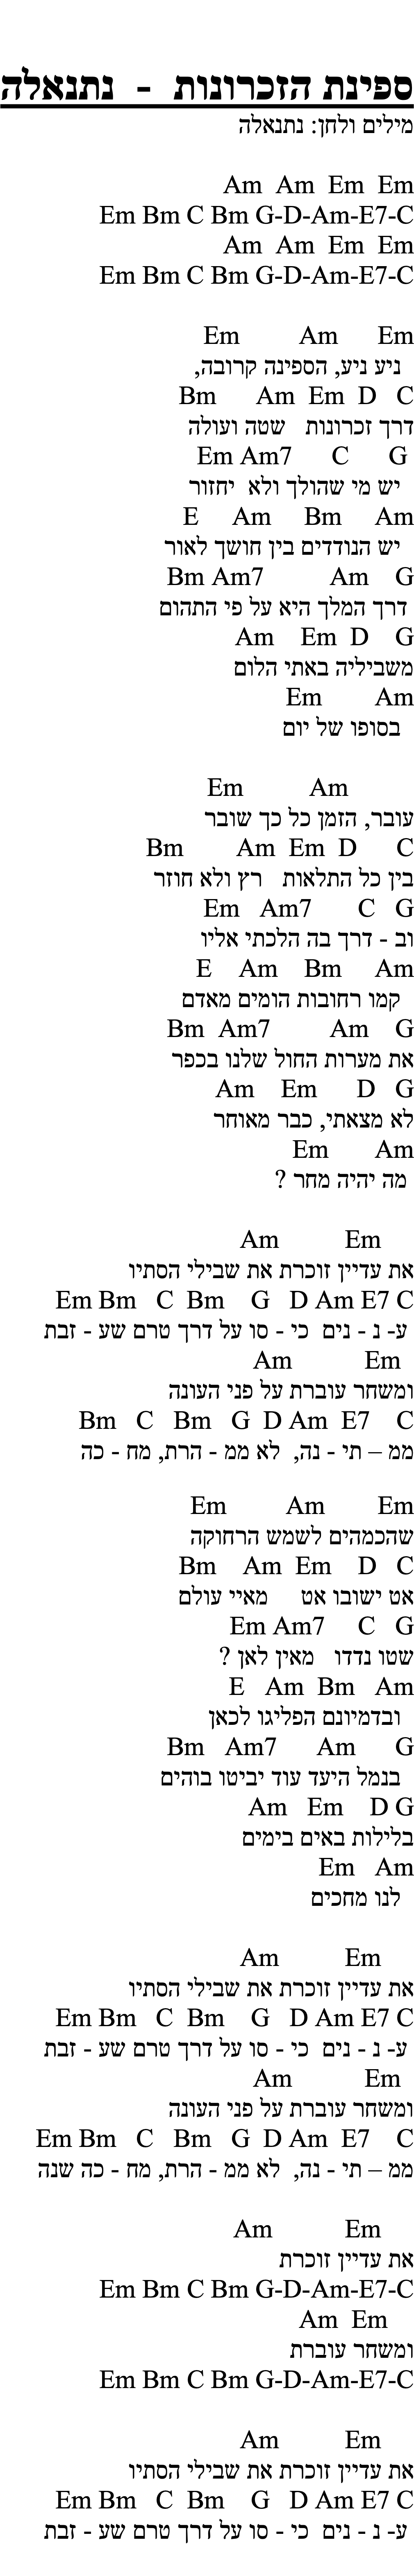 ספינת הזכרונות - נתנאלה
מילים ולחן: נתנאלה
Am Am Em Em
Em Bm C Bm G-D-Am-E7-C
Am Am Em Em
Em Bm C Bm G-D-Am-E7-C
Em Am Em
ניע ניע, הספינה קרובה,
Bm Am Em D C
דרך זכרונות שטה ועולה
Em Am7 C G
יש מי שהולך ולא יחזור
E Am Bm Am
יש הנודדים בין חושך לאור
Bm Am7 Am G
דרך המלך היא על פי התהום
Am Em D G
משביליה באתי הלום
Em Am
בסופו של יום
Em Am
עובר, הזמן כל כך שובר
Bm Am Em D C
בין כל התלאות רץ ולא חוזר
Em Am7 C G
וב - דרך בה הלכתי אליו
E Am Bm Am
קמו רחובות הומים מאדם
Bm Am7 Am G
את מערות החול שלנו בכפר
Am Em D G
לא מצאתי, כבר מאוחר
Em Am
מה יהיה מחר ?
Am Em
את עדיין זוכרת את שבילי הסתיו
Em Bm C Bm G D Am E7 C
ע- נ - נים כי - סו על דרך טרם שע - זבת
Am Em
ומשחר עוברת על פני העונה
Bm C Bm G D Am E7 C
ממ – תי - נה, לא ממ - הרת, מח - כה
Em Am Em
שהכמהים לשמש הרחוקה
Bm Am Em D C
אט ישובו אט מאיי עולם
Em Am7 C G
שטו נדדו מאין לאן ?
E Am Bm Am
ובדמיונם הפליגו לכאן
Bm Am7 Am G
בנמל היעד עוד יביטו בוהים
Am Em D G
בלילות באים בימים
Em Am
לנו מחכים
Am Em
את עדיין זוכרת את שבילי הסתיו
Em Bm C Bm G D Am E7 C
ע- נ - נים כי - סו על דרך טרם שע - זבת
Am Em
ומשחר עוברת על פני העונה
Em Bm C Bm G D Am E7 C
ממ – תי - נה, לא ממ - הרת, מח - כה שנה
Am Em
את עדיין זוכרת
Em Bm C Bm G-D-Am-E7-C
Am Em
ומשחר עוברת
Em Bm C Bm G-D-Am-E7-C
Am Em
את עדיין זוכרת את שבילי הסתיו
Em Bm C Bm G D Am E7 C
ע- נ - נים כי - סו על דרך טרם שע - זבת